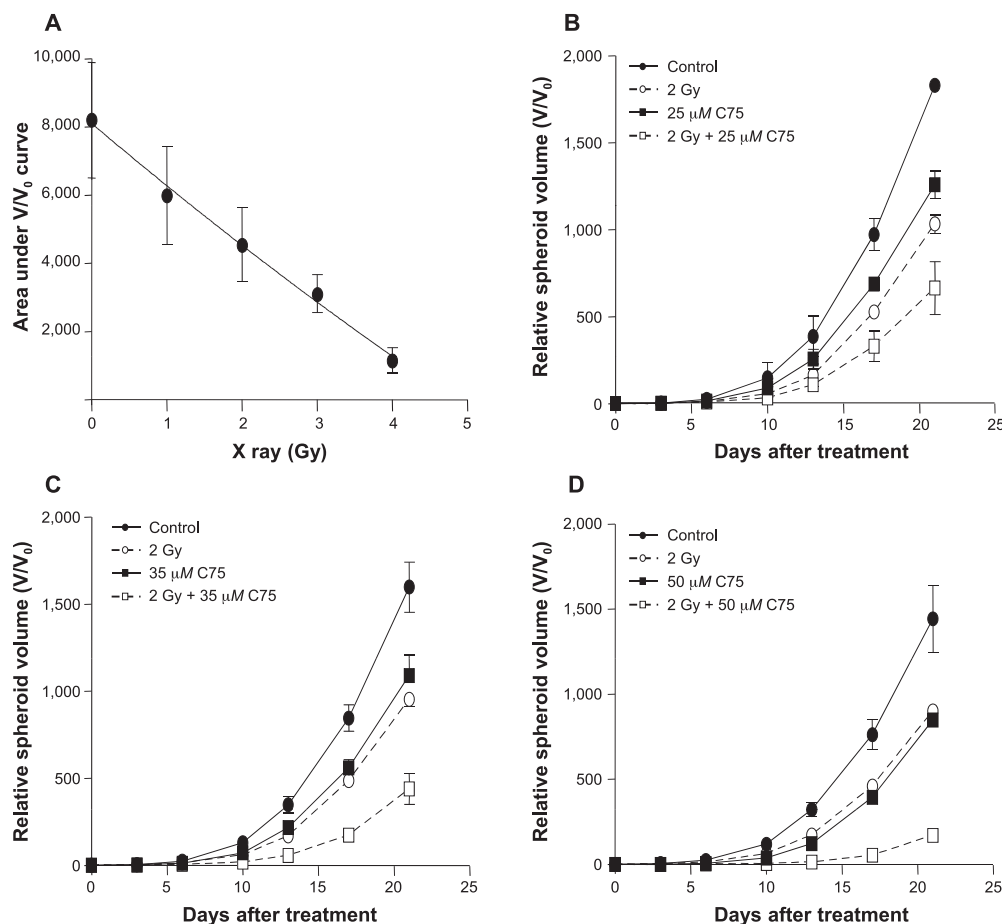 A
10,000
8,000
6,000
4,000
2,000
0 1 2 3 4 5
Area under V/V0 curve
X ray (Gy)
B
2,000
1,500
1,000
500
0
0 5 10 15 20 25
Control
2 Gy
25 μM C75
2 Gy + 25 μM C75
Relative spheroid volume (V/V0)
Days after treatment
C
2,000
1,500
1,000
500
0
0 5 10 15 20 25
Control
2 Gy
35 μM C75
2 Gy + 35 μM C75
Relative spheroid volume (V/V0)
Days after treatment
D
2,000
1,500
1,000
500
0
0 5 10 15 20 25
Control
2 Gy
50 μM C75
2 Gy + 50 μM C75
Relative spheroid volume (V/V0)
Days after treatment